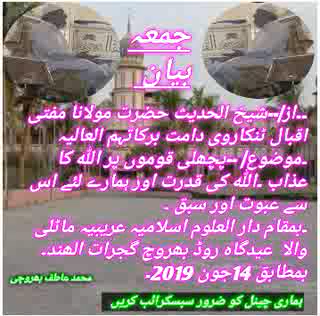 جمعہ
بیان
۔۔از/--شیخ الحدیث حضرت مولانا مفتی
اقبال ٹنکاروی دامت برکاتہم العالیہ
۔موضوع/--پچھلی قوموں پر اللہ کا
عذاب ۔اللہ کی قدرت اور ہمارے لئے اس
سے عبرت اور سبق ۔
۔بمقام دار العلوم اسلامیہ عربیہ ماٹلی
والا عیدگاہ روڈ بھروچ گجرات الھند۔
بمطابق 14جون 2019۔
محمد عاطف بھروچی
ہماری چینل کو ضرور سبسکرائب کریں